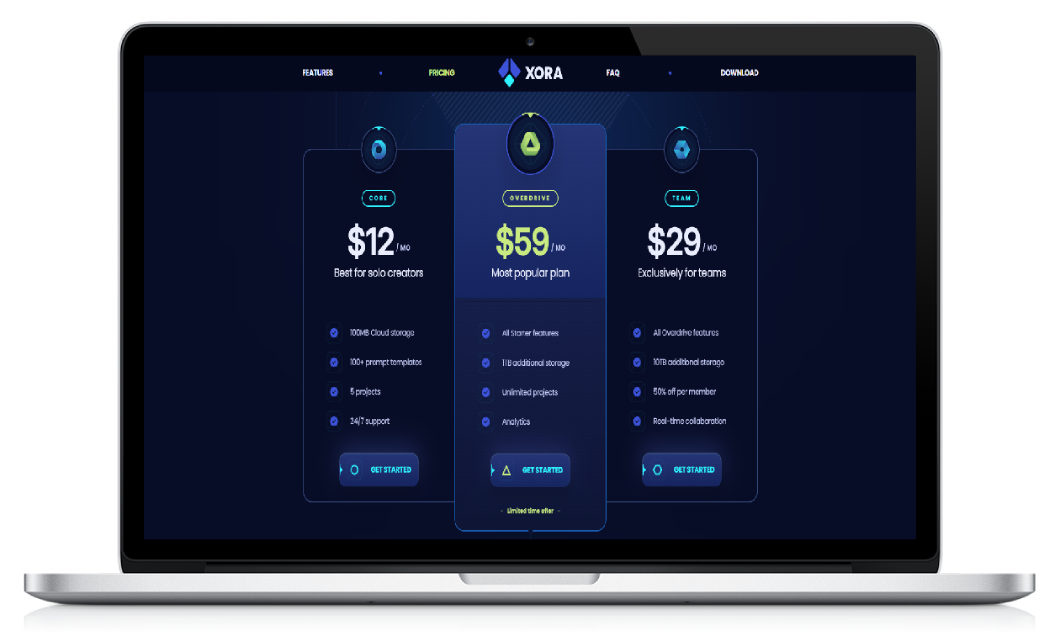 FEATURES
PRICING
XORA
FAQ
DOWNLOAD
CORE
$12 / MO
Best for solo creators
100MB Cloud storage
100+ prompt templates
5 projects
24/7 support
GET STARTED
OVERDRIVE
$59 / MO
Most popular plan
All Starter features
1TB additional storage
Unlimited projects
Analytics
GET STARTED
- Limited time offer -
TEAM
$29 / MO
Exclusively for teams
All Overdrive features
10TB additional storage
50% off per member
Real-time collaboration
GET STARTED